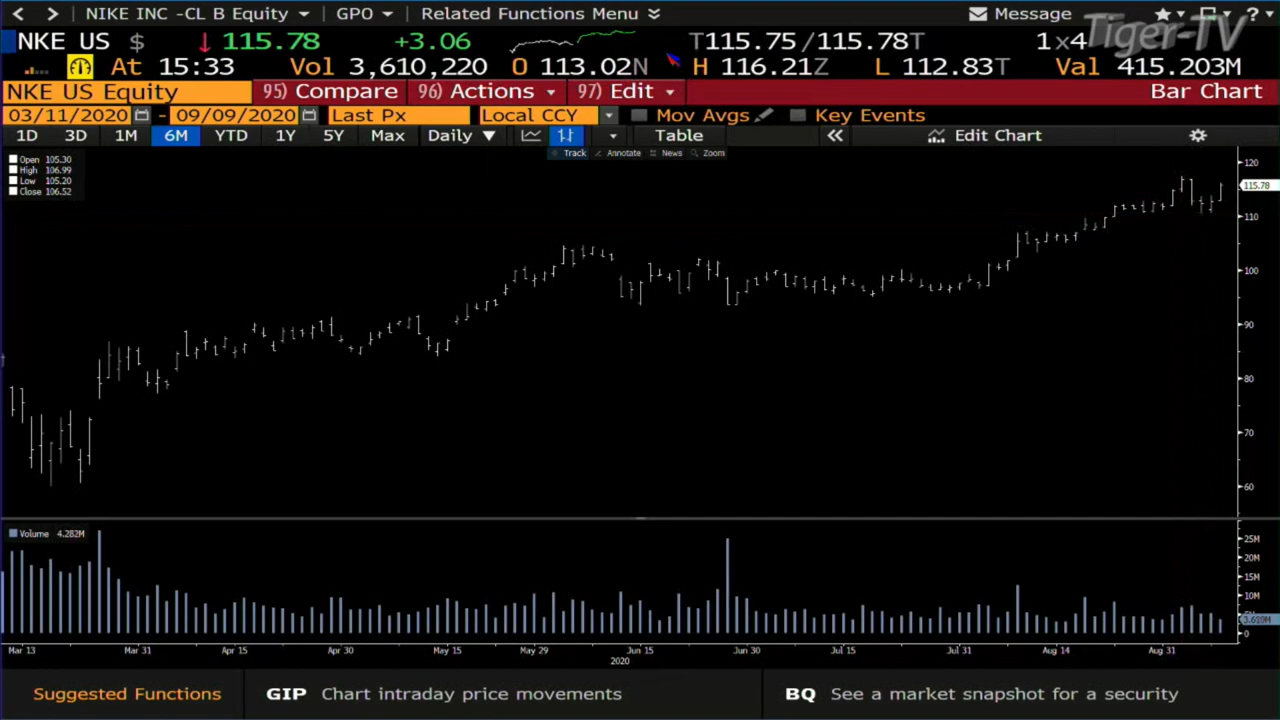 NIKE INC -CL B Equity GPO Related Functions Menu Message ?
Tiger-TV
NKE US $ ↓ 115.78 +3.06 T115.75 /115.78T 1x4
At 15:33 Vol 3,610,220 O 113.02N H 116.21Z L 112.83T Val 415.203M
NKE US Equity 95) Compare 96) Actions 97) Edit Bar Chart
03/11/2020 - 09/09/2020 Last Px Local CCY Mov Avgs Key Events
1D 3D 1M 6M YTD 1Y 5Y Max Daily ▼ Table « Edit Chart
Track Annotate News Zoom
Open 105.30
High 106.99
Low 105.20
Close 106.52
120
115.78
110
100
90
80
70
60
Volume 4.282M
25M
20M
15M
10M
3.610M
0
Mar 13 Mar 31 Apr 15 Apr 30 May 15 May 29 Jun 15 Jun 30 Jul 15 Jul 31 Aug 14 Aug 31
2020
Suggested Functions GIP Chart intraday price movements BQ See a market snapshot for a security